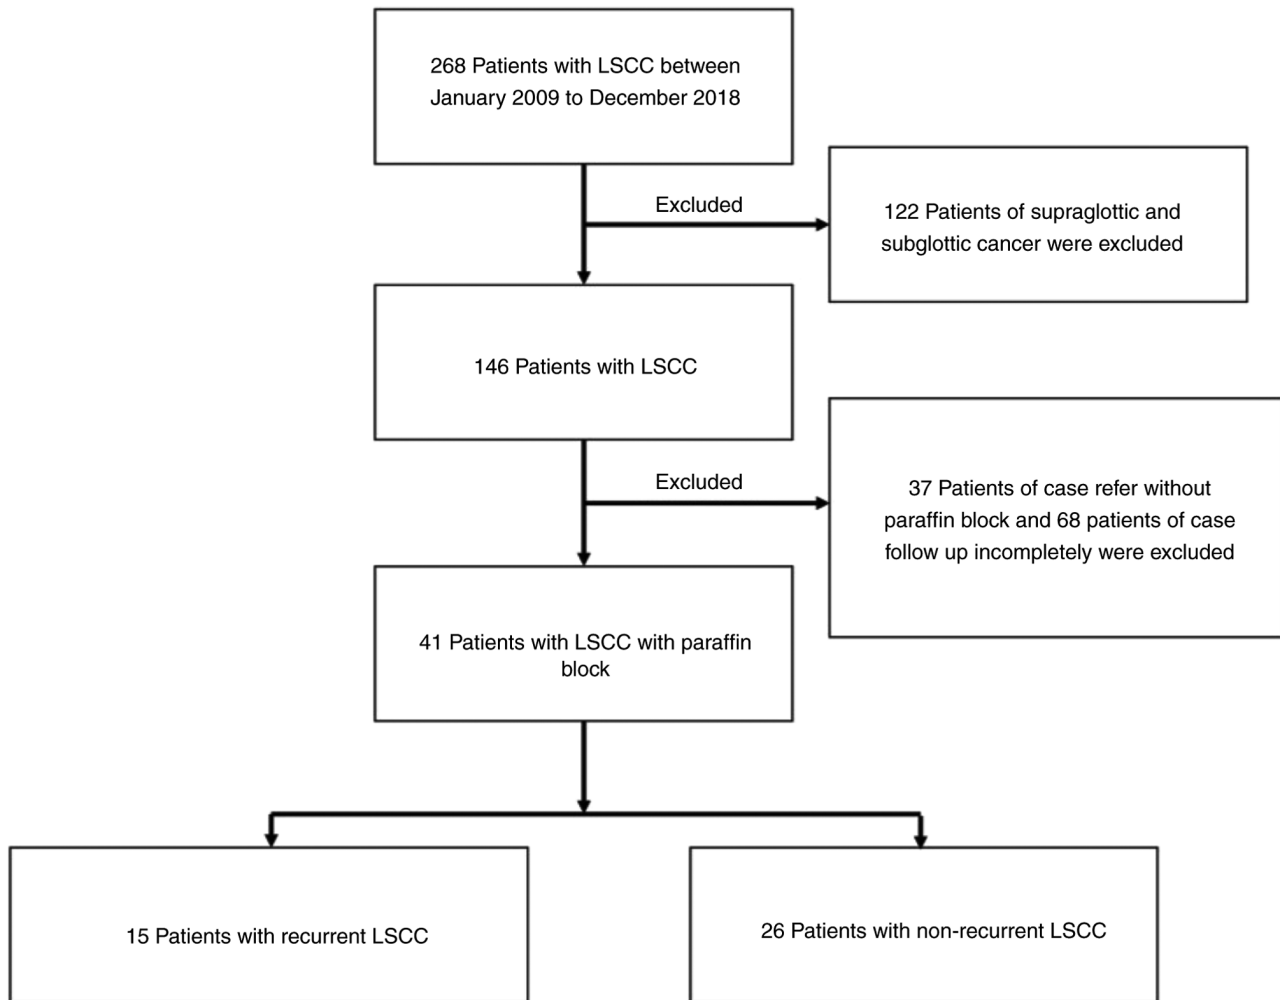 268 Patients with LSCC between
January 2009 to December 2018
Excluded
122 Patients of supraglottic and
subglottic cancer were excluded
146 Patients with LSCC
Excluded
37 Patients of case refer without
paraffin block and 68 patients of case
follow up incompletely were excluded
41 Patients with LSCC with paraffin
block
15 Patients with recurrent LSCC
26 Patients with non-recurrent LSCC